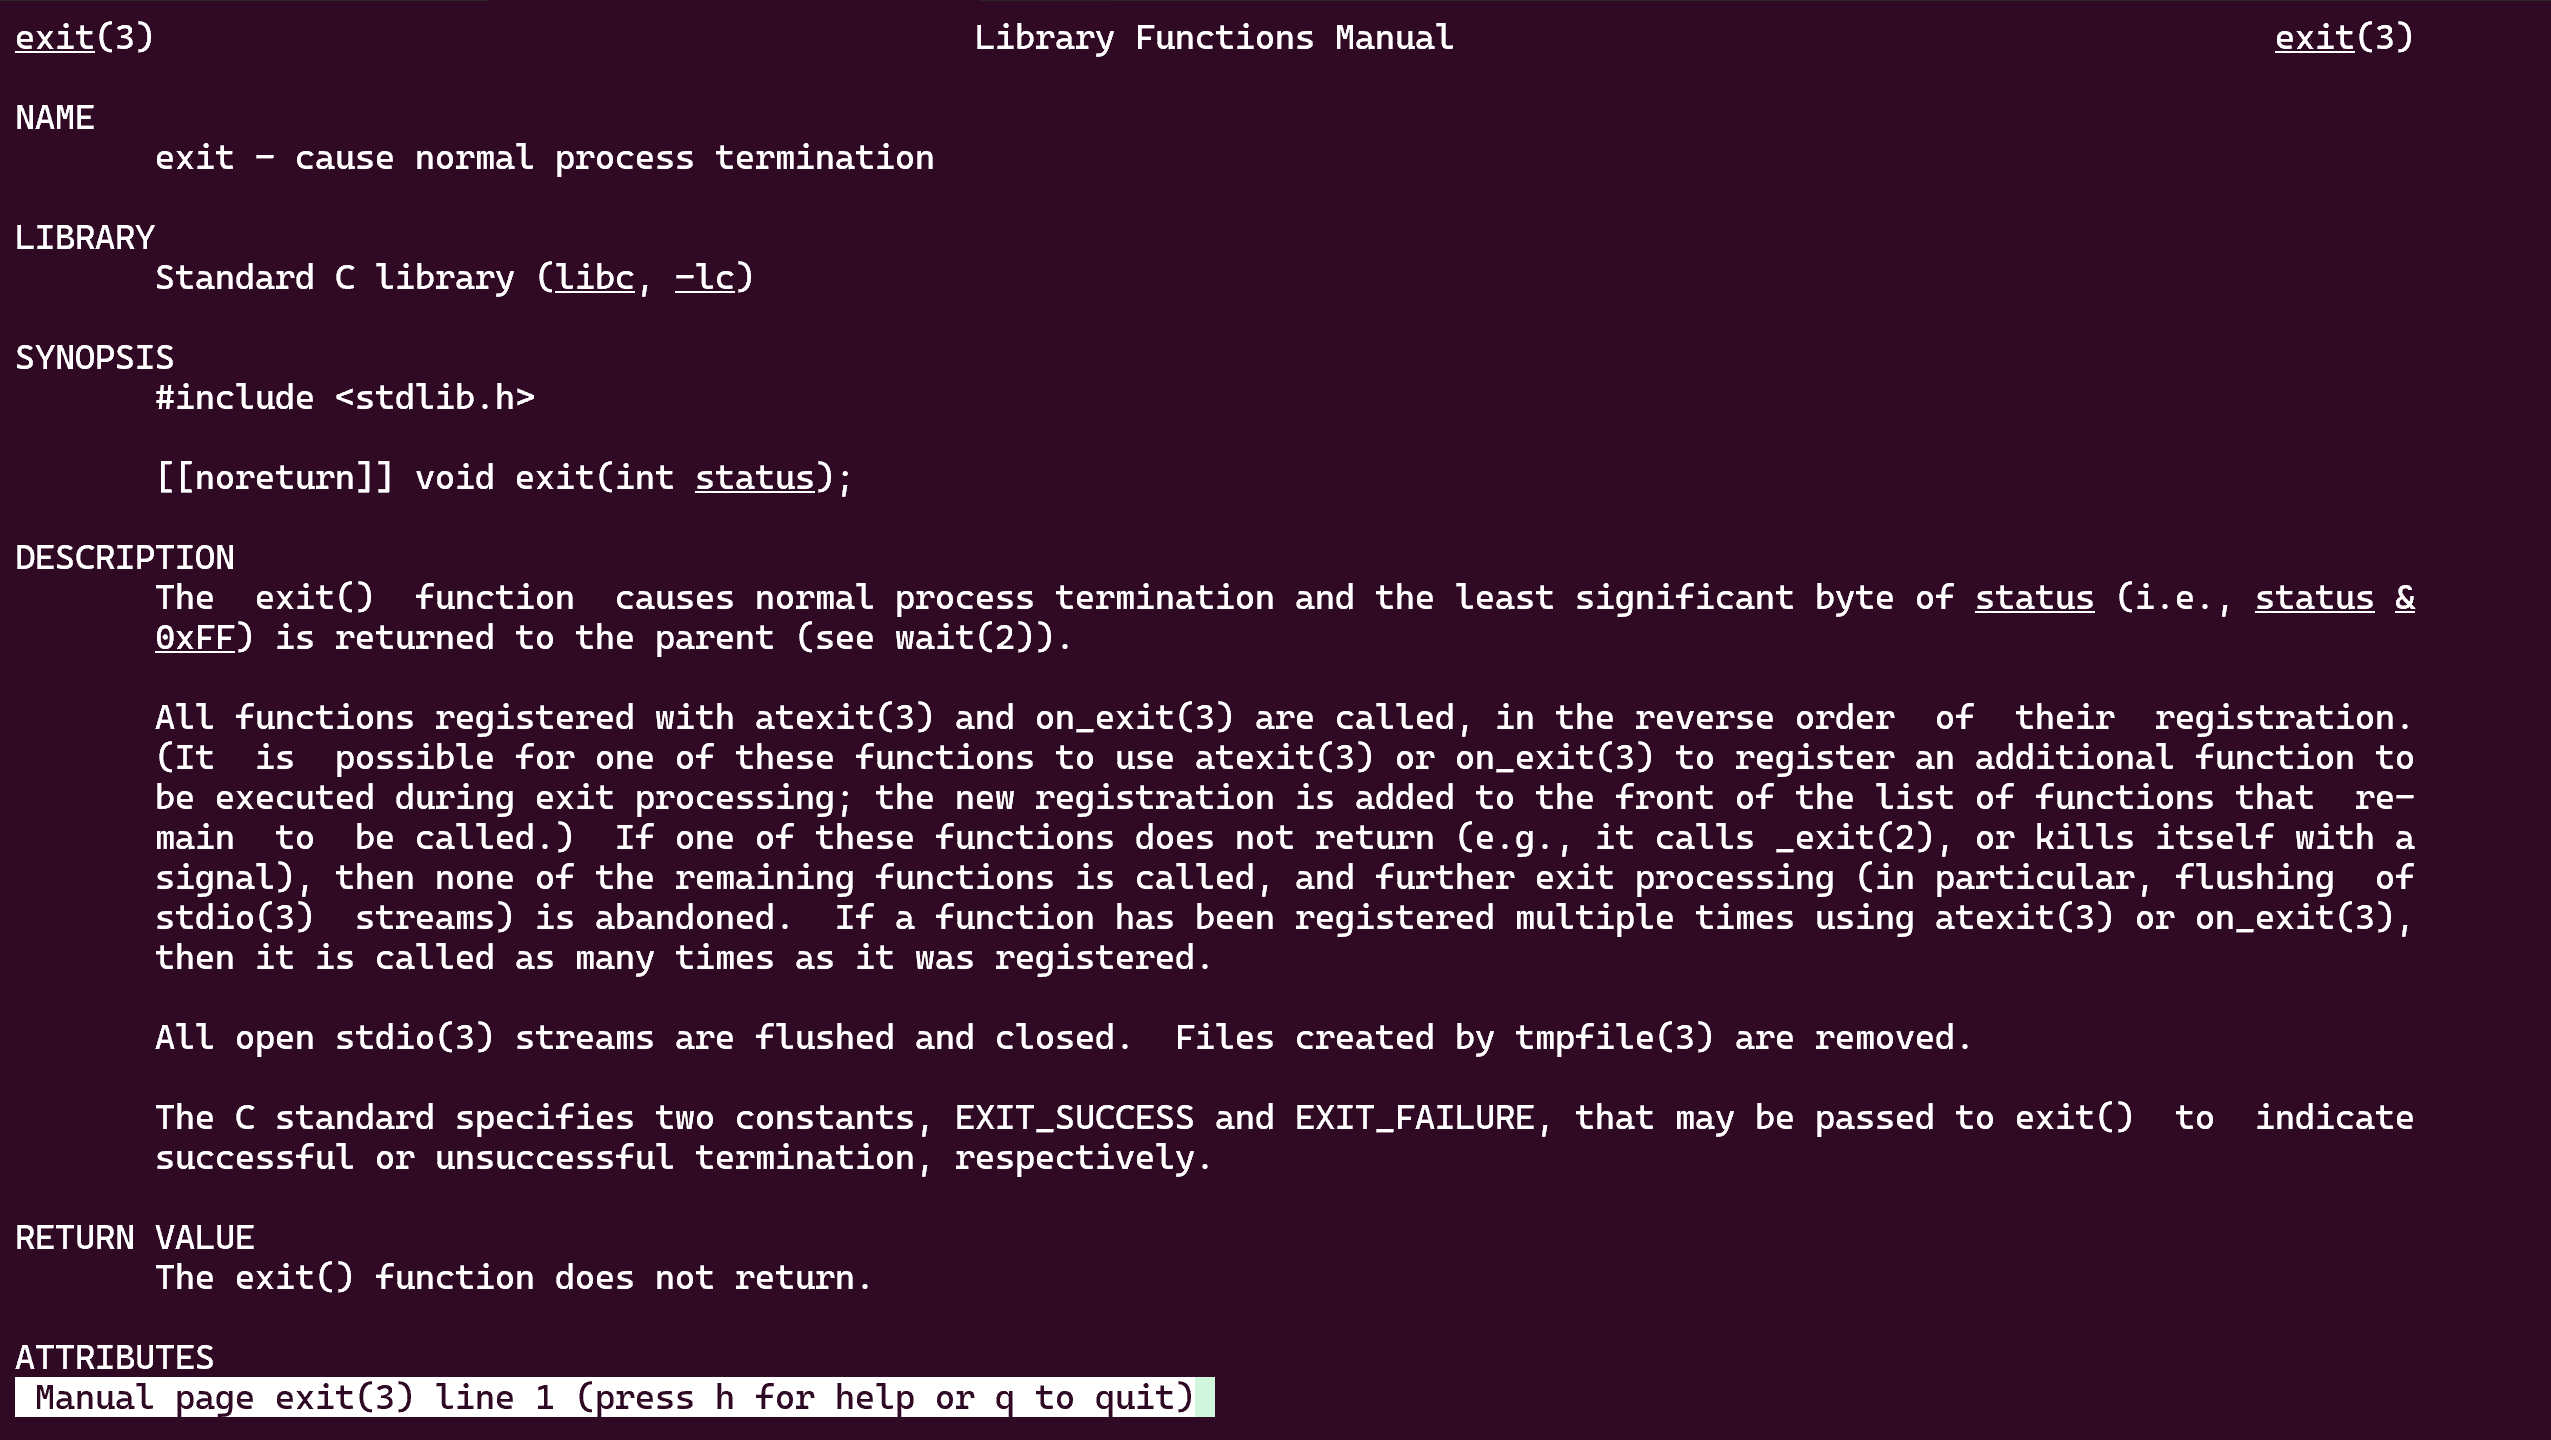 exit(3)                    Library Functions Manual                    exit(3)
NAME
exit - cause normal process termination
LIBRARY
Standard C library (libc, -lc)
SYNOPSIS
#include <stdlib.h>
[[noreturn]] void exit(int status);
DESCRIPTION
The  exit()  function  causes normal process termination and the least significant byte of status (i.e., status &
0xFF) is returned to the parent (see wait(2)).
All functions registered with atexit(3) and on_exit(3) are called, in the reverse order  of  their  registration.
(It  is  possible for one of these functions to use atexit(3) or on_exit(3) to register an additional function to
be executed during exit processing; the new registration is added to the front of the list of functions that  re-
main  to  be called.)  If one of these functions does not return (e.g., it calls _exit(2), or kills itself with a
signal), then none of the remaining functions is called, and further exit processing (in particular, flushing  of
stdio(3)  streams) is abandoned.  If a function has been registered multiple times using atexit(3) or on_exit(3),
then it is called as many times as it was registered.
All open stdio(3) streams are flushed and closed.  Files created by tmpfile(3) are removed.
The C standard specifies two constants, EXIT_SUCCESS and EXIT_FAILURE, that may be passed to exit()  to  indicate
successful or unsuccessful termination, respectively.
RETURN VALUE
The exit() function does not return.
ATTRIBUTES
Manual page exit(3) line 1 (press h for help or q to quit)